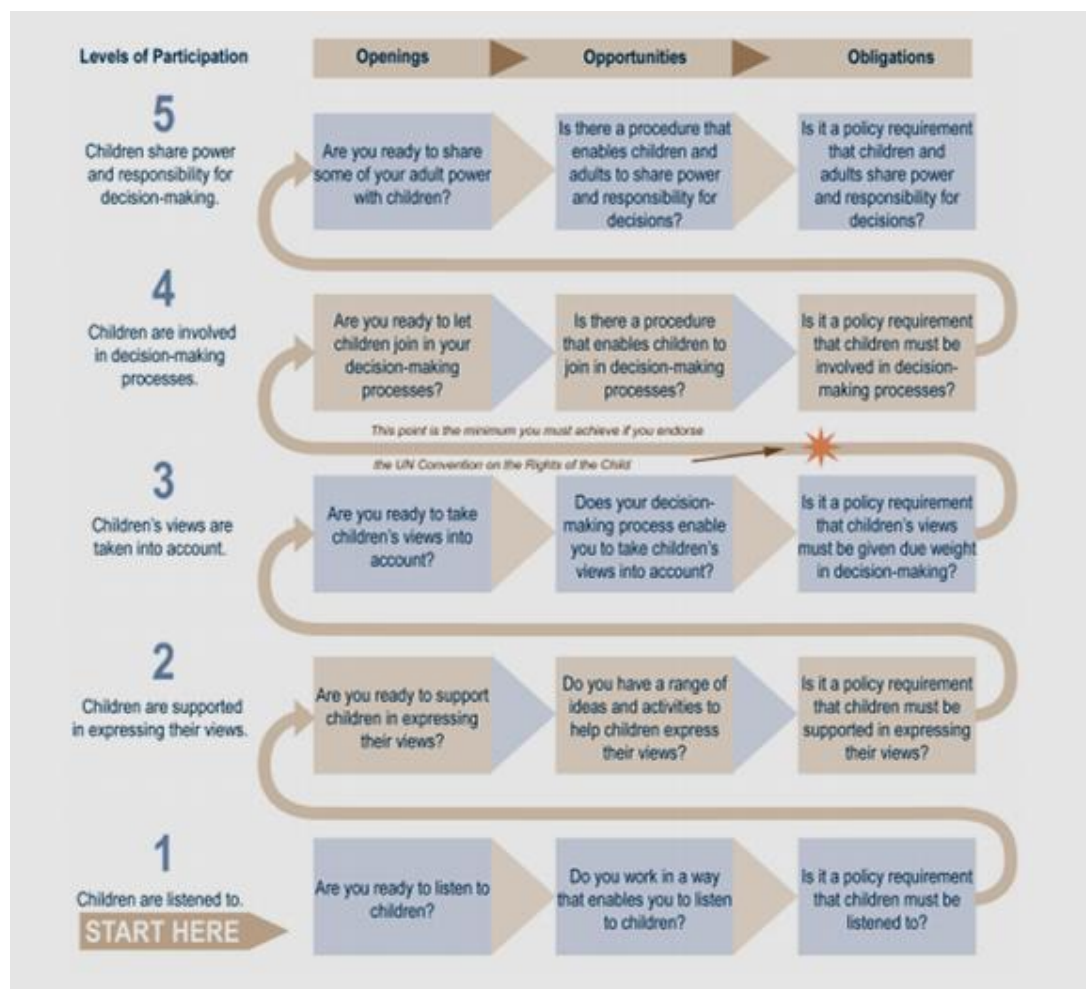 Levels of Participation
Openings
Opportunities
Obligations
5
Children share power
and responsibility for
decision-making.
Are you ready to share
some of your adult power
with children?
Is there a procedure that
enables children and
adults to share power
and responsibility for
decisions?
Is it a policy requirement
that children and
adults share power
and responsibility for
decisions?
4
Children are involved
in decision-making
processes.
Are you ready to let
children join in your
decision-making
processes?
Is there a procedure
that enables children to
join in decision-making
processes?
Is it a policy requirement
that children must be
involved in decision-
making processes?
This point is the minimum you must achieve if you endorse
the UN Convention on the Rights of the Child
3
Children's views are
taken into account.
Are you ready to take
children's views into
account?
Does your decision-
making process enable
you to take children's
views into account?
Is it a policy requirement
that children's views
must be given due weight
in decision-making?
2
Children are supported
in expressing their views.
Are you ready to support
children in expressing
their views?
Do you have a range of
ideas and activities to
help children express
their views?
Is it a policy requirement
that children must be
supported in expressing
their views?
1
Children are listened to.
START HERE
Are you ready to listen to
children?
Do you work in a way
that enables you to listen
to children?
Is it a policy requirement
that children must be
listened to?